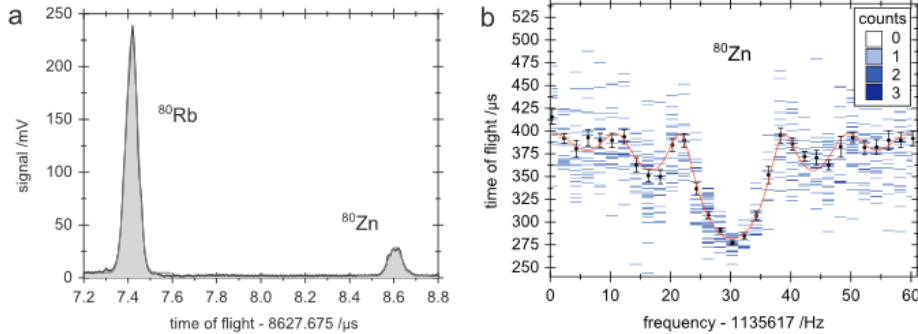 a
250
200
150
100
50
0
signal /mV
⁸⁰Rb
⁸⁰Zn
7.2 7.4 7.6 7.8 8.0 8.2 8.4 8.6 8.8
time of flight - 8627.675 /µs
b
525
500
475
450
425
400
375
350
325
300
275
250
time of flight /µs
⁸⁰Zn
counts
0
1
2
3
0 10 20 30 40 50 60
frequency - 1135617 /Hz